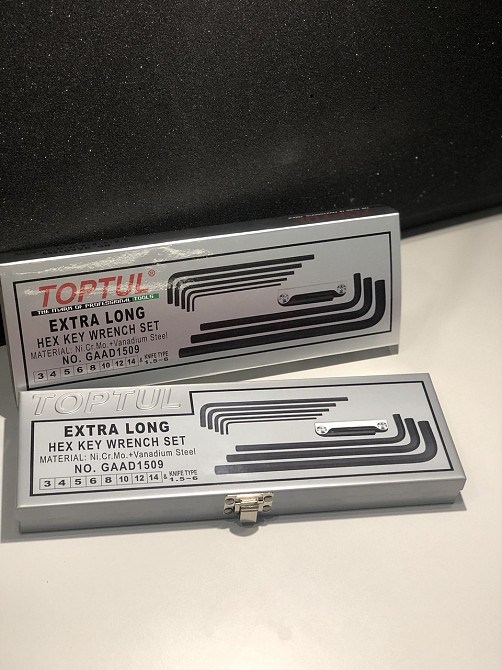 TOPTUL®
THE MARK OF PROFESSIONAL TOOLS
EXTRA LONG
HEX KEY WRENCH SET
MATERIAL: Ni.Cr.Mo.+Vanadium Steel
NO. GAAD1509
3 4 5 6 8 10 12 14 & KNIFE TYPE 1.5~6
TOPTUL
EXTRA LONG
HEX KEY WRENCH SET
MATERIAL: Ni.Cr.Mo.+Vanadium Steel
NO. GAAD1509
3 4 5 6 8 10 12 14 & KNIFE TYPE 1.5~6